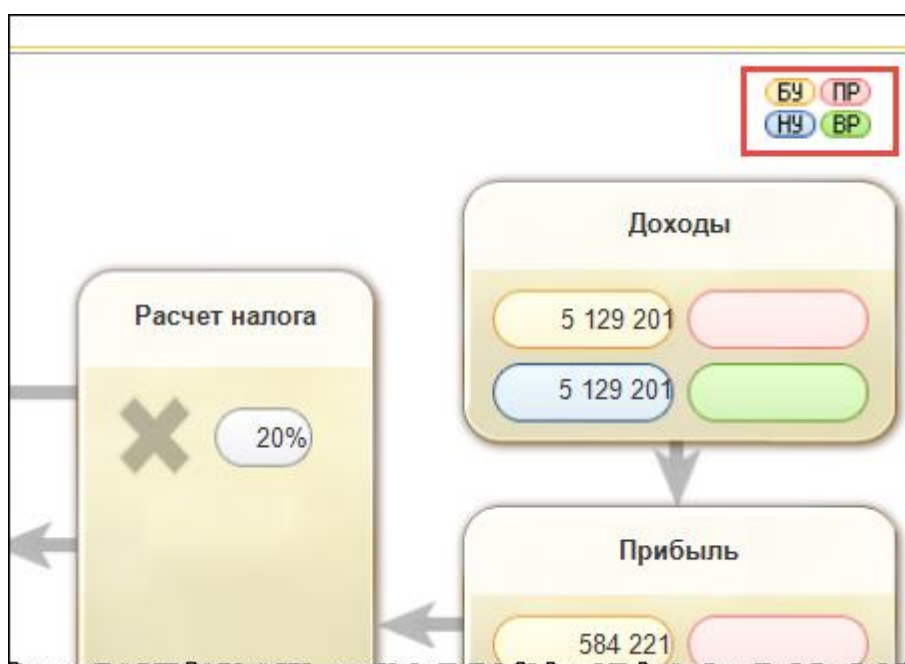 БУ ПР
НУ ВР
Доходы
5 129 201
5 129 201
Расчет налога
20%
Прибыль
584 221